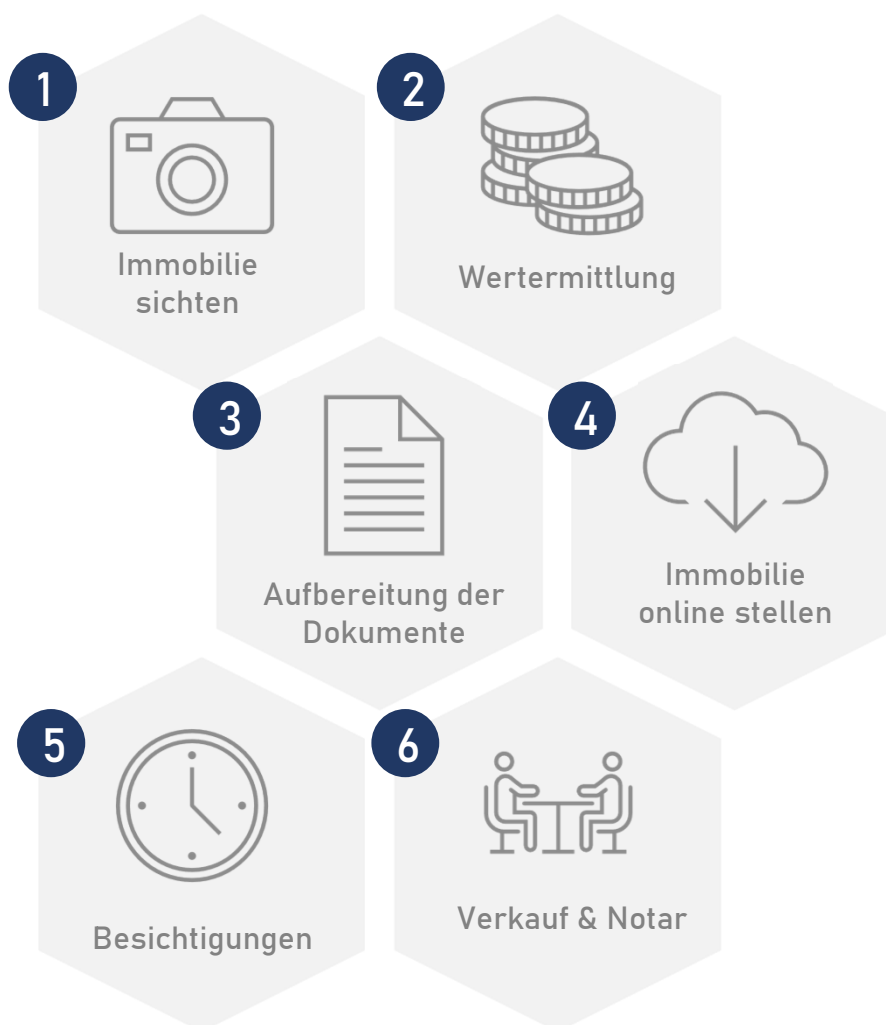 1
Immobilie
sichten
2
Wertermittlung
3
Aufbereitung der
Dokumente
4
Immobilie
online stellen
5
Besichtigungen
6
Verkauf & Notar